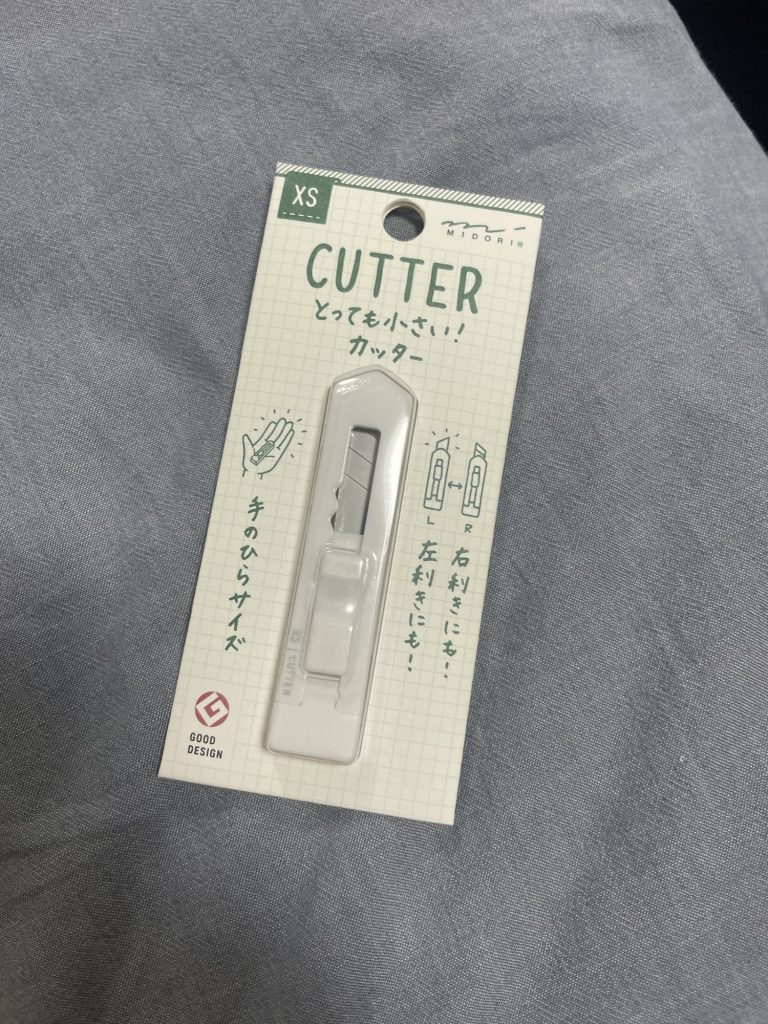 XS
MIDORI®
CUTTER
とっても小さい!
カッター
L
R
手のひらサイズ
右利きにも!
左利きにも!
XS | CUTTER
GOOD
DESIGN